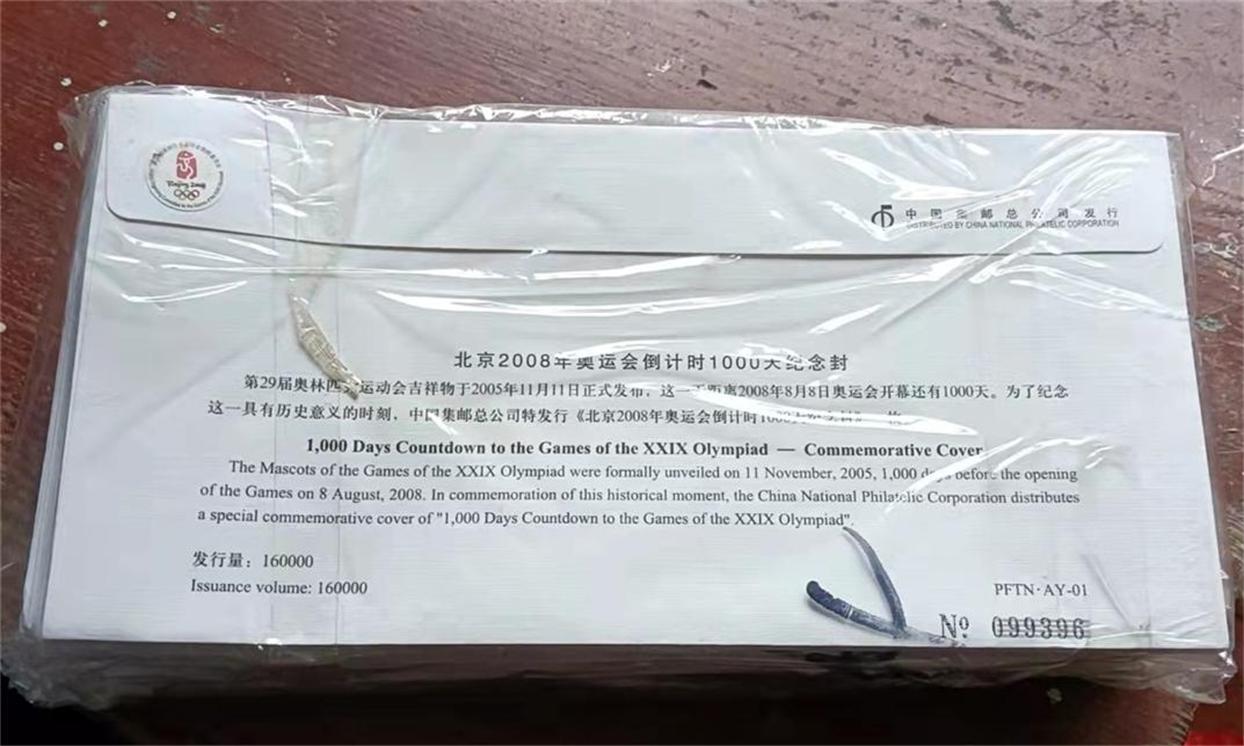 Beijing 2008
中国集邮总公司发行
DISTRIBUTED BY CHINA NATIONAL PHILATELIC CORPORATION
北京2008年奥运会倒计时1000天纪念封
第29届奥林匹 运动会吉祥物于2005年11月11日正式发布，这一 距离2008年8月8日奥运会开幕还有1000天。为了纪念
这一具有历史意义的时刻，中国集邮总公司特发行《北京2008年奥运会倒计时
1,000 Days Countdown to the Games of the XXIX Olympiad — Commemorative Cover
The Mascots of the Games of the XXIX Olympiad were formally unveiled on 11 November, 2005, 1,000 days before the opening
of the Games on 8 August, 2008. In commemoration of this historical moment, the China National Philatelic Corporation distributes
a special commemorative cover of "1,000 Days Countdown to the Games of the XXIX Olympiad".
发行量：160000
Issuance volume: 160000
PFTN·AY-01
Nº 099396